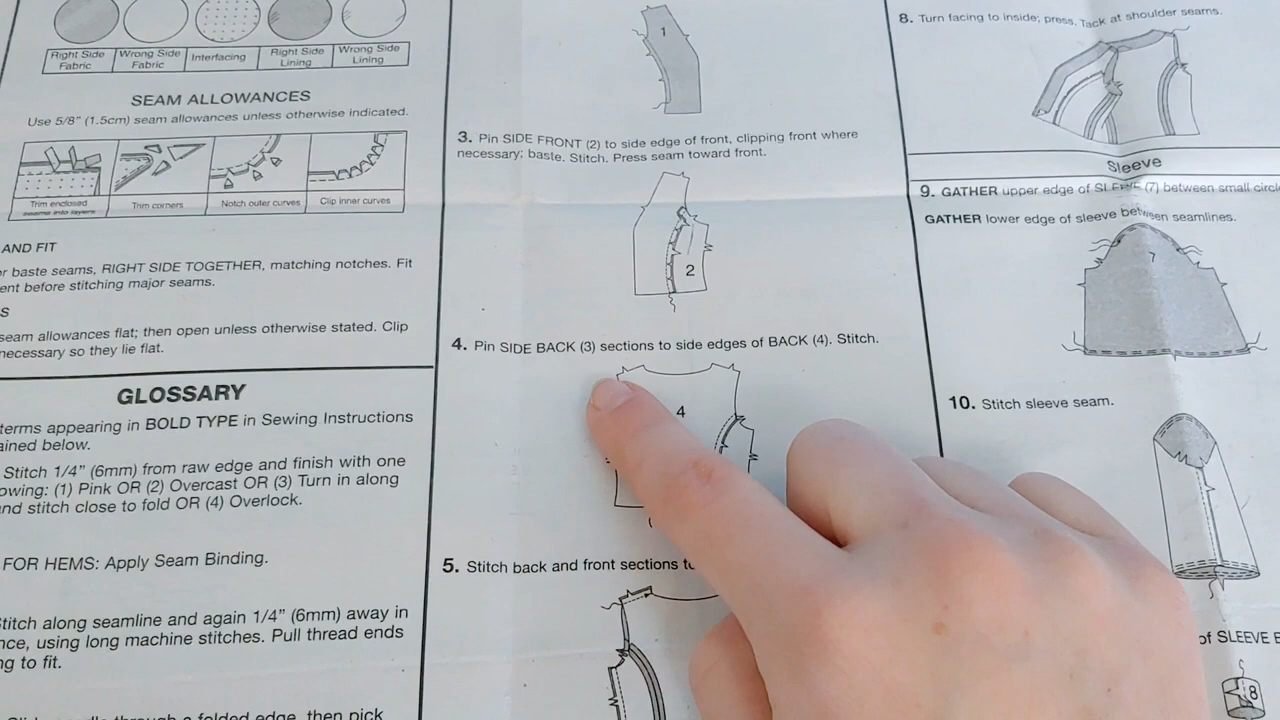 Right Side
Fabric
Wrong Side
Fabric
Interfacing
Right Side
Lining
Wrong Side
Lining
SEAM ALLOWANCES
Use 5/8" (1.5cm) seam allowances unless otherwise indicated.
Trim enclosed
seams into layers
Trim corners
Notch outer curves
Clip inner curves
AND FIT
baste seams, RIGHT SIDE TOGETHER, matching notches. Fit
before stitching major seams.
S
seam allowances flat; then open unless otherwise stated. Clip
necessary so they lie flat.
GLOSSARY
terms appearing in BOLD TYPE in Sewing Instructions
below.
Stitch 1/4" (6mm) from raw edge and finish with one
(1) Pink OR (2) Overcast OR (3) Turn in along
stitch close to fold OR (4) Overlock.
FOR HEMS: Apply Seam Binding.
along seamline and again 1/4" (6mm) away in
using long machine stitches. Pull thread ends
to fit.
through a folded edge, then pick
1
3. Pin SIDE FRONT (2) to side edge of front, clipping front where
necessary; baste. Stitch. Press seam toward front.
2
4. Pin SIDE BACK (3) sections to side edges of BACK (4). Stitch.
4
5. Stitch back and front sections
8. Turn facing to inside; press. Tack at shoulder seams.
Sleeve
9. GATHER upper edge of SLEEVE (7) between small
GATHER lower edge of sleeve between seamlines.
7
10. Stitch sleeve seam.
of SLEEVE
8